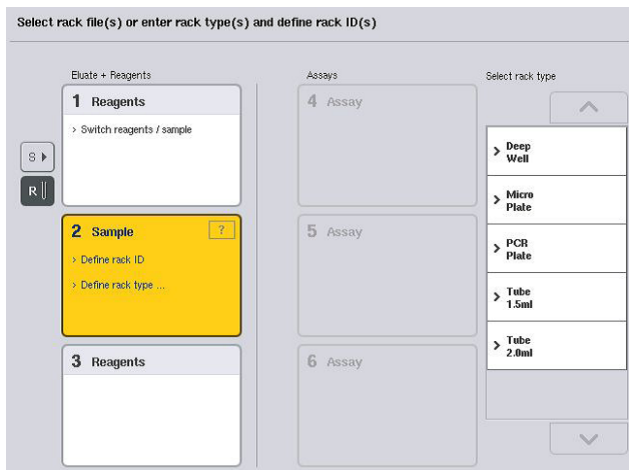 Select rack file(s) or enter rack type(s) and define rack ID(s)
Eluate + Reagents
Assays
Select rack type
1 Reagents
> Switch reagents / sample
S
R
2 Sample ?
> Define rack ID
> Define rack type ...
3 Reagents
4 Assay
5 Assay
6 Assay
> Deep
Well
> Micro
Plate
> PCR
Plate
> Tube
1.5ml
> Tube
2.0ml